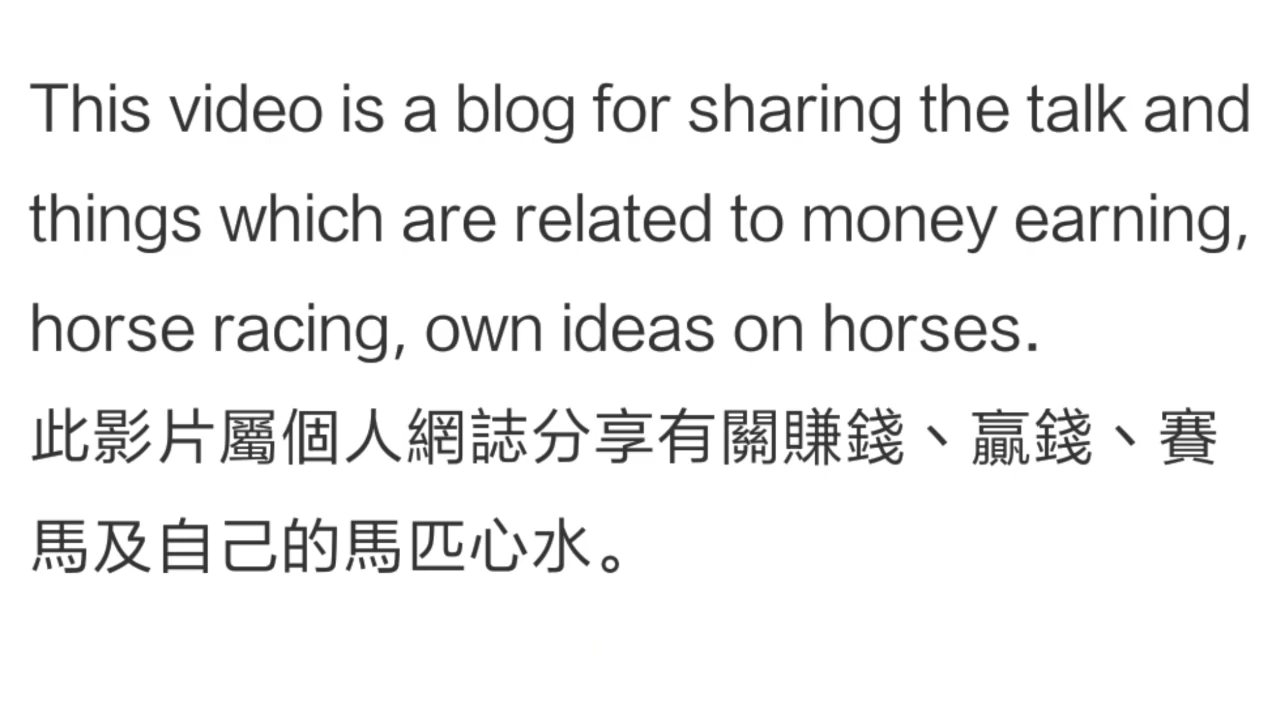 This video is a blog for sharing the talk and
things which are related to money earning,
horse racing, own ideas on horses.
此影片屬個人網誌分享有關賺錢、贏錢、賽
馬及自己的馬匹心水。